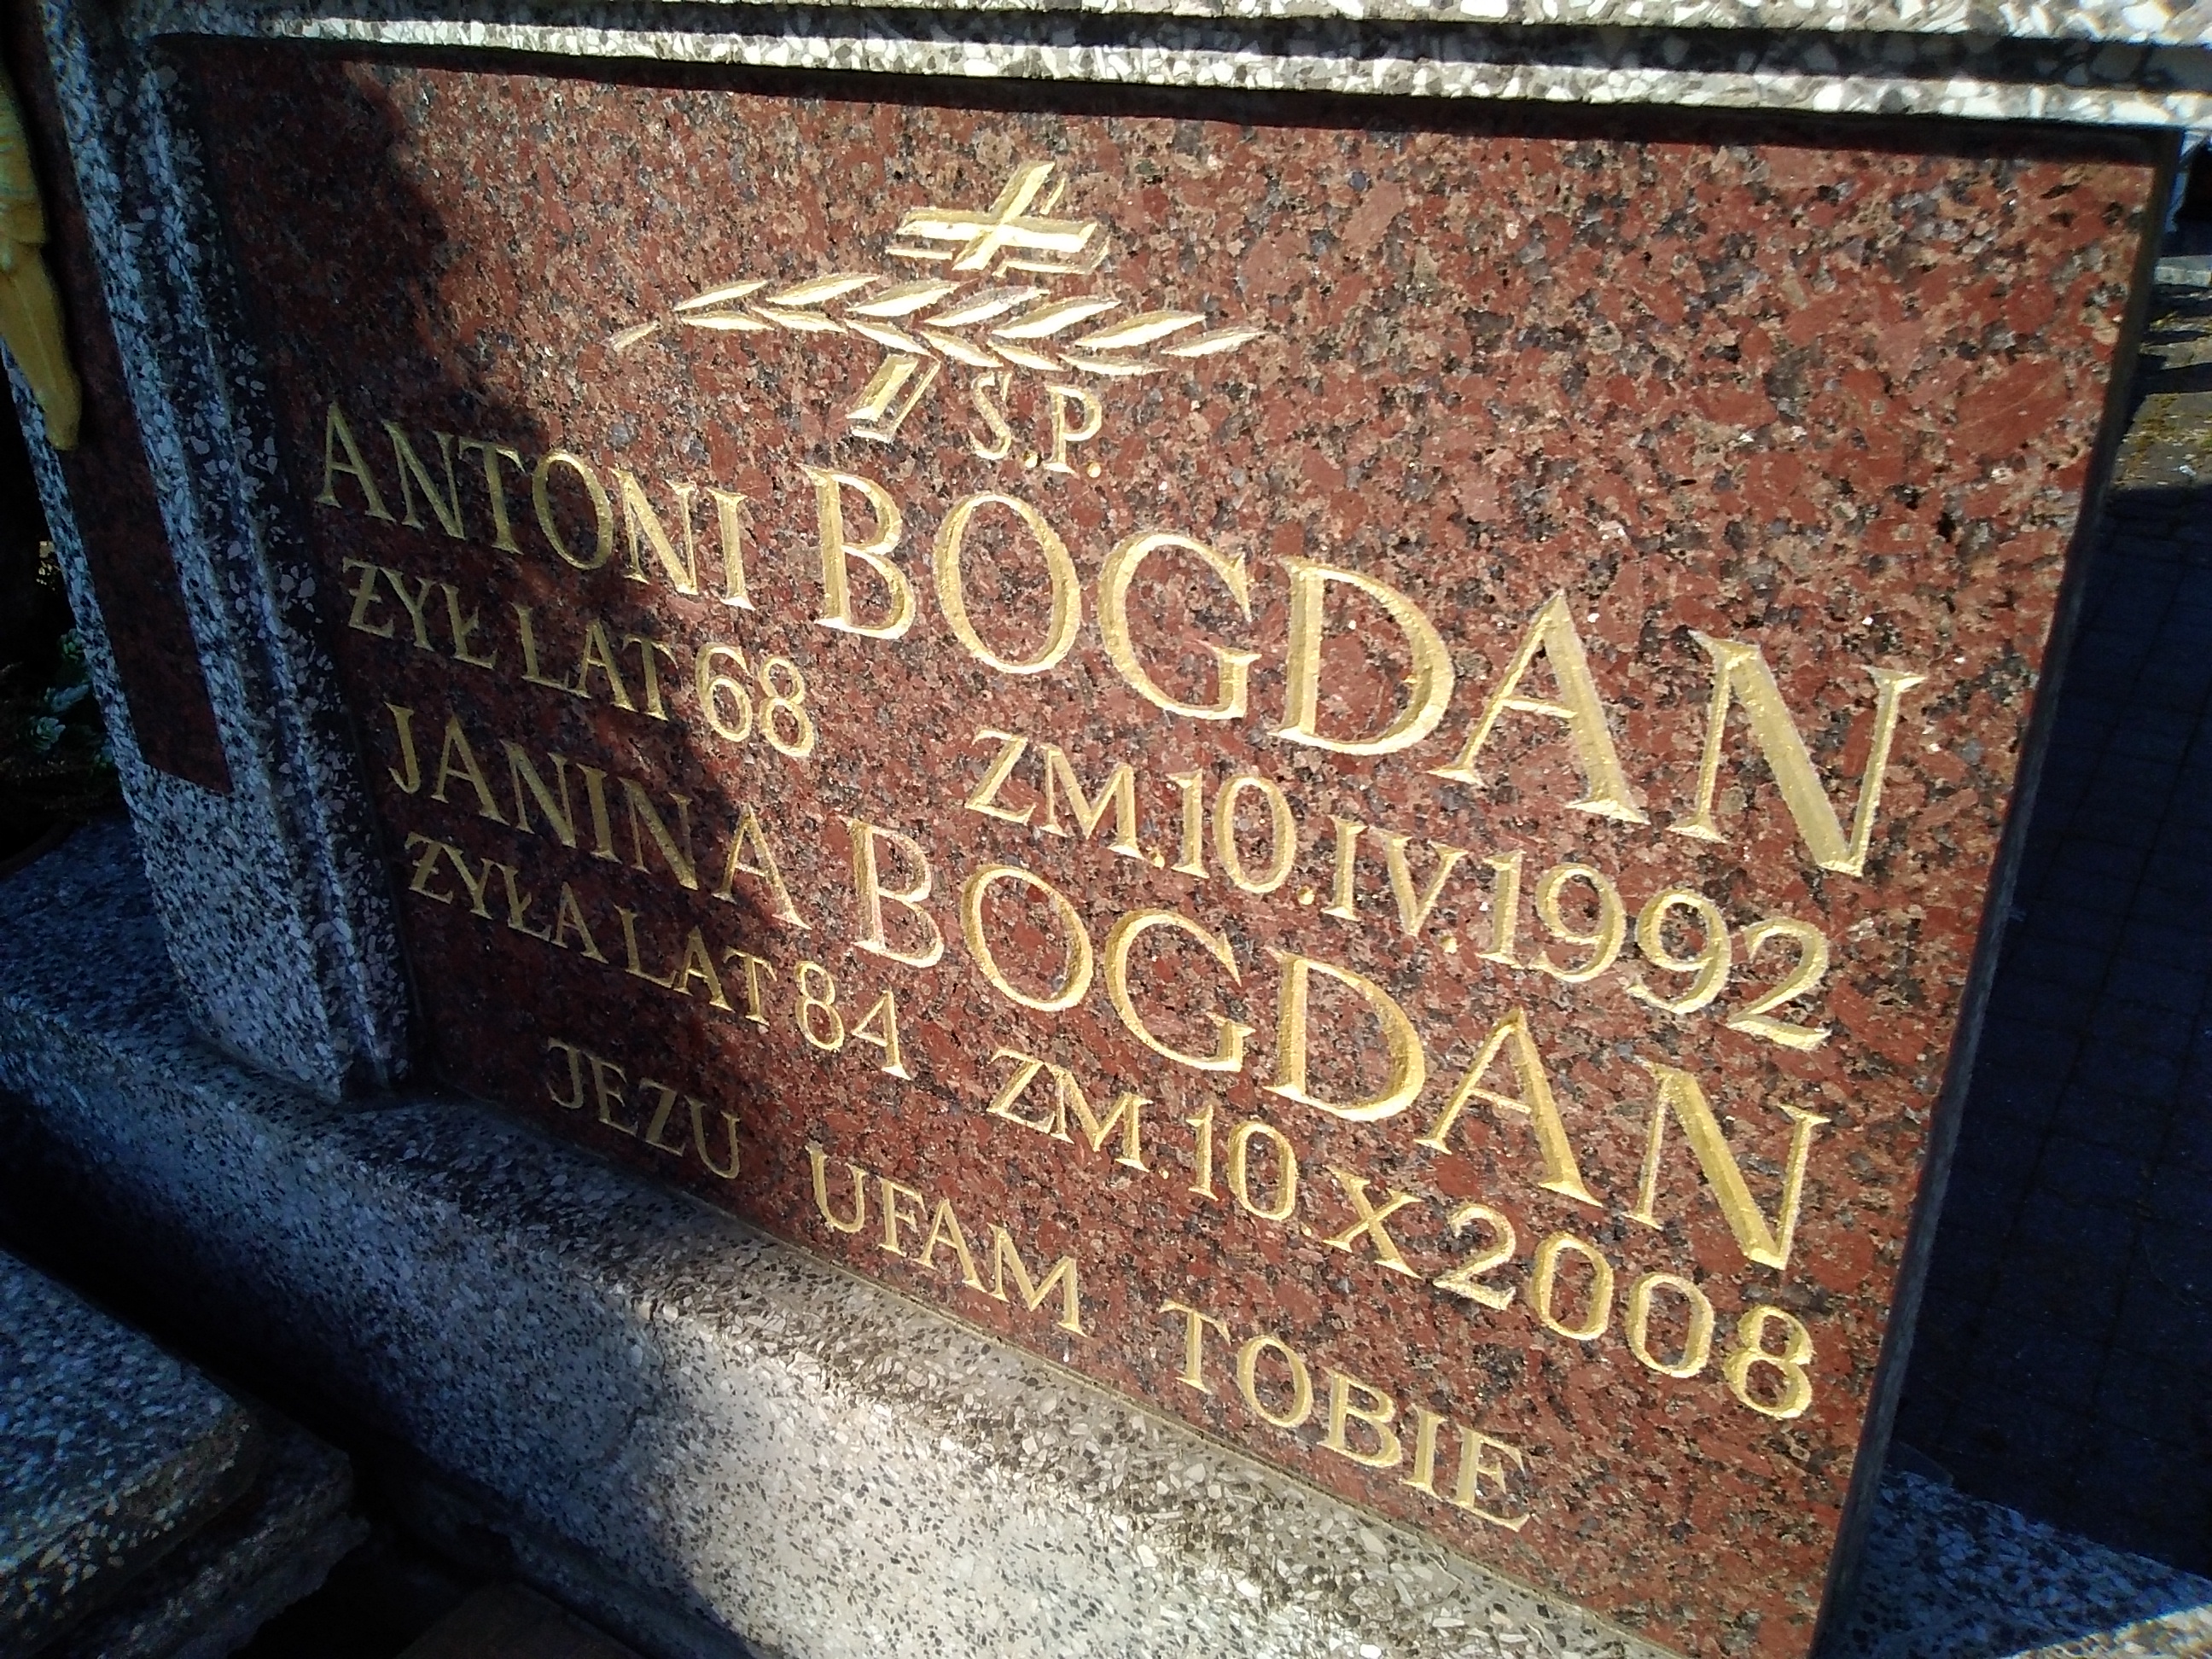 Ś.P.
ANTONI BOGDAN
ŻYŁ LAT 68 ZM.10.IV.1992
JANINA BOGDAN
ŻYŁA LAT 84 ZM.10.X2008
JEZU UFAM TOBIE